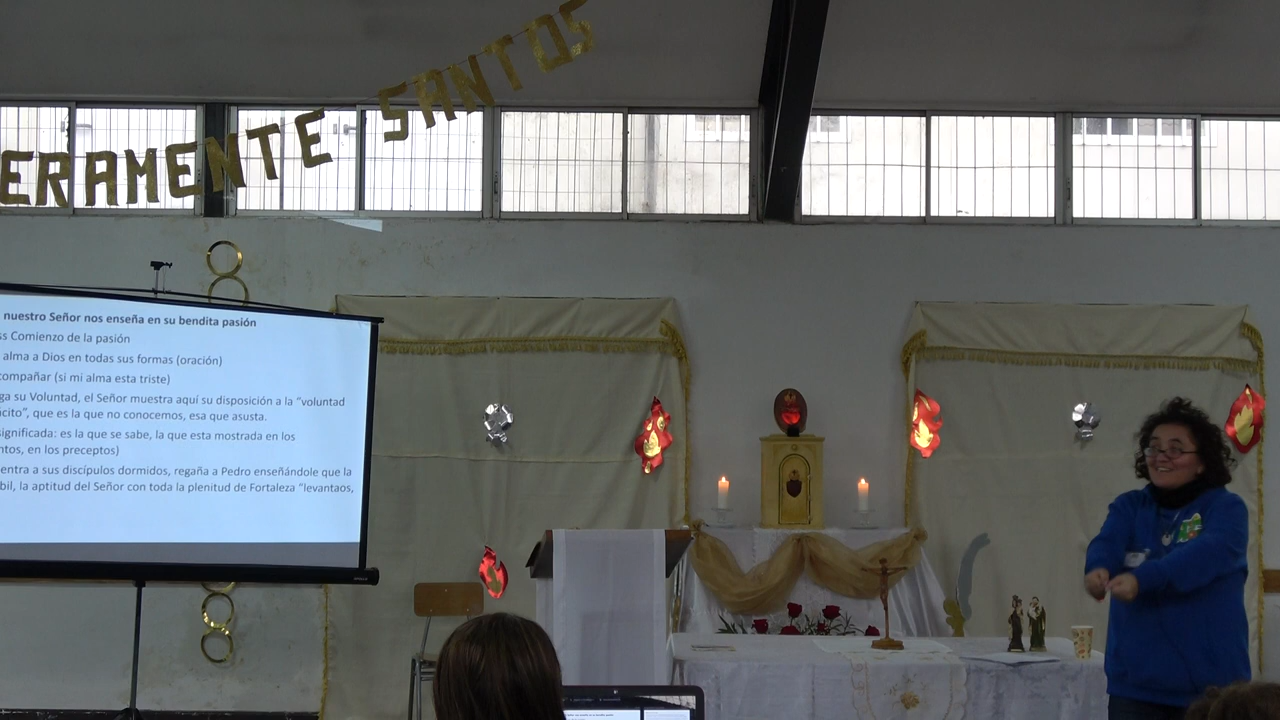 ERAMENTE SANTOS
nuestro Señor nos enseña en su bendita pasión
ss Comienzo de la pasión
alma a Dios en todas sus formas (oración)
compañar (si mi alma esta triste)
ga su Voluntad, el Señor muestra aquí su disposición a la “voluntad
cito”, que es la que no conocemos, esa que asusta.
significada: es la que se sabe, la que esta mostrada en los
ntos, en los preceptos)
entra a sus discípulos dormidos, regaña a Pedro enseñándole que la
bil, la aptitud del Señor con toda la plenitud de Fortaleza “levantaos,